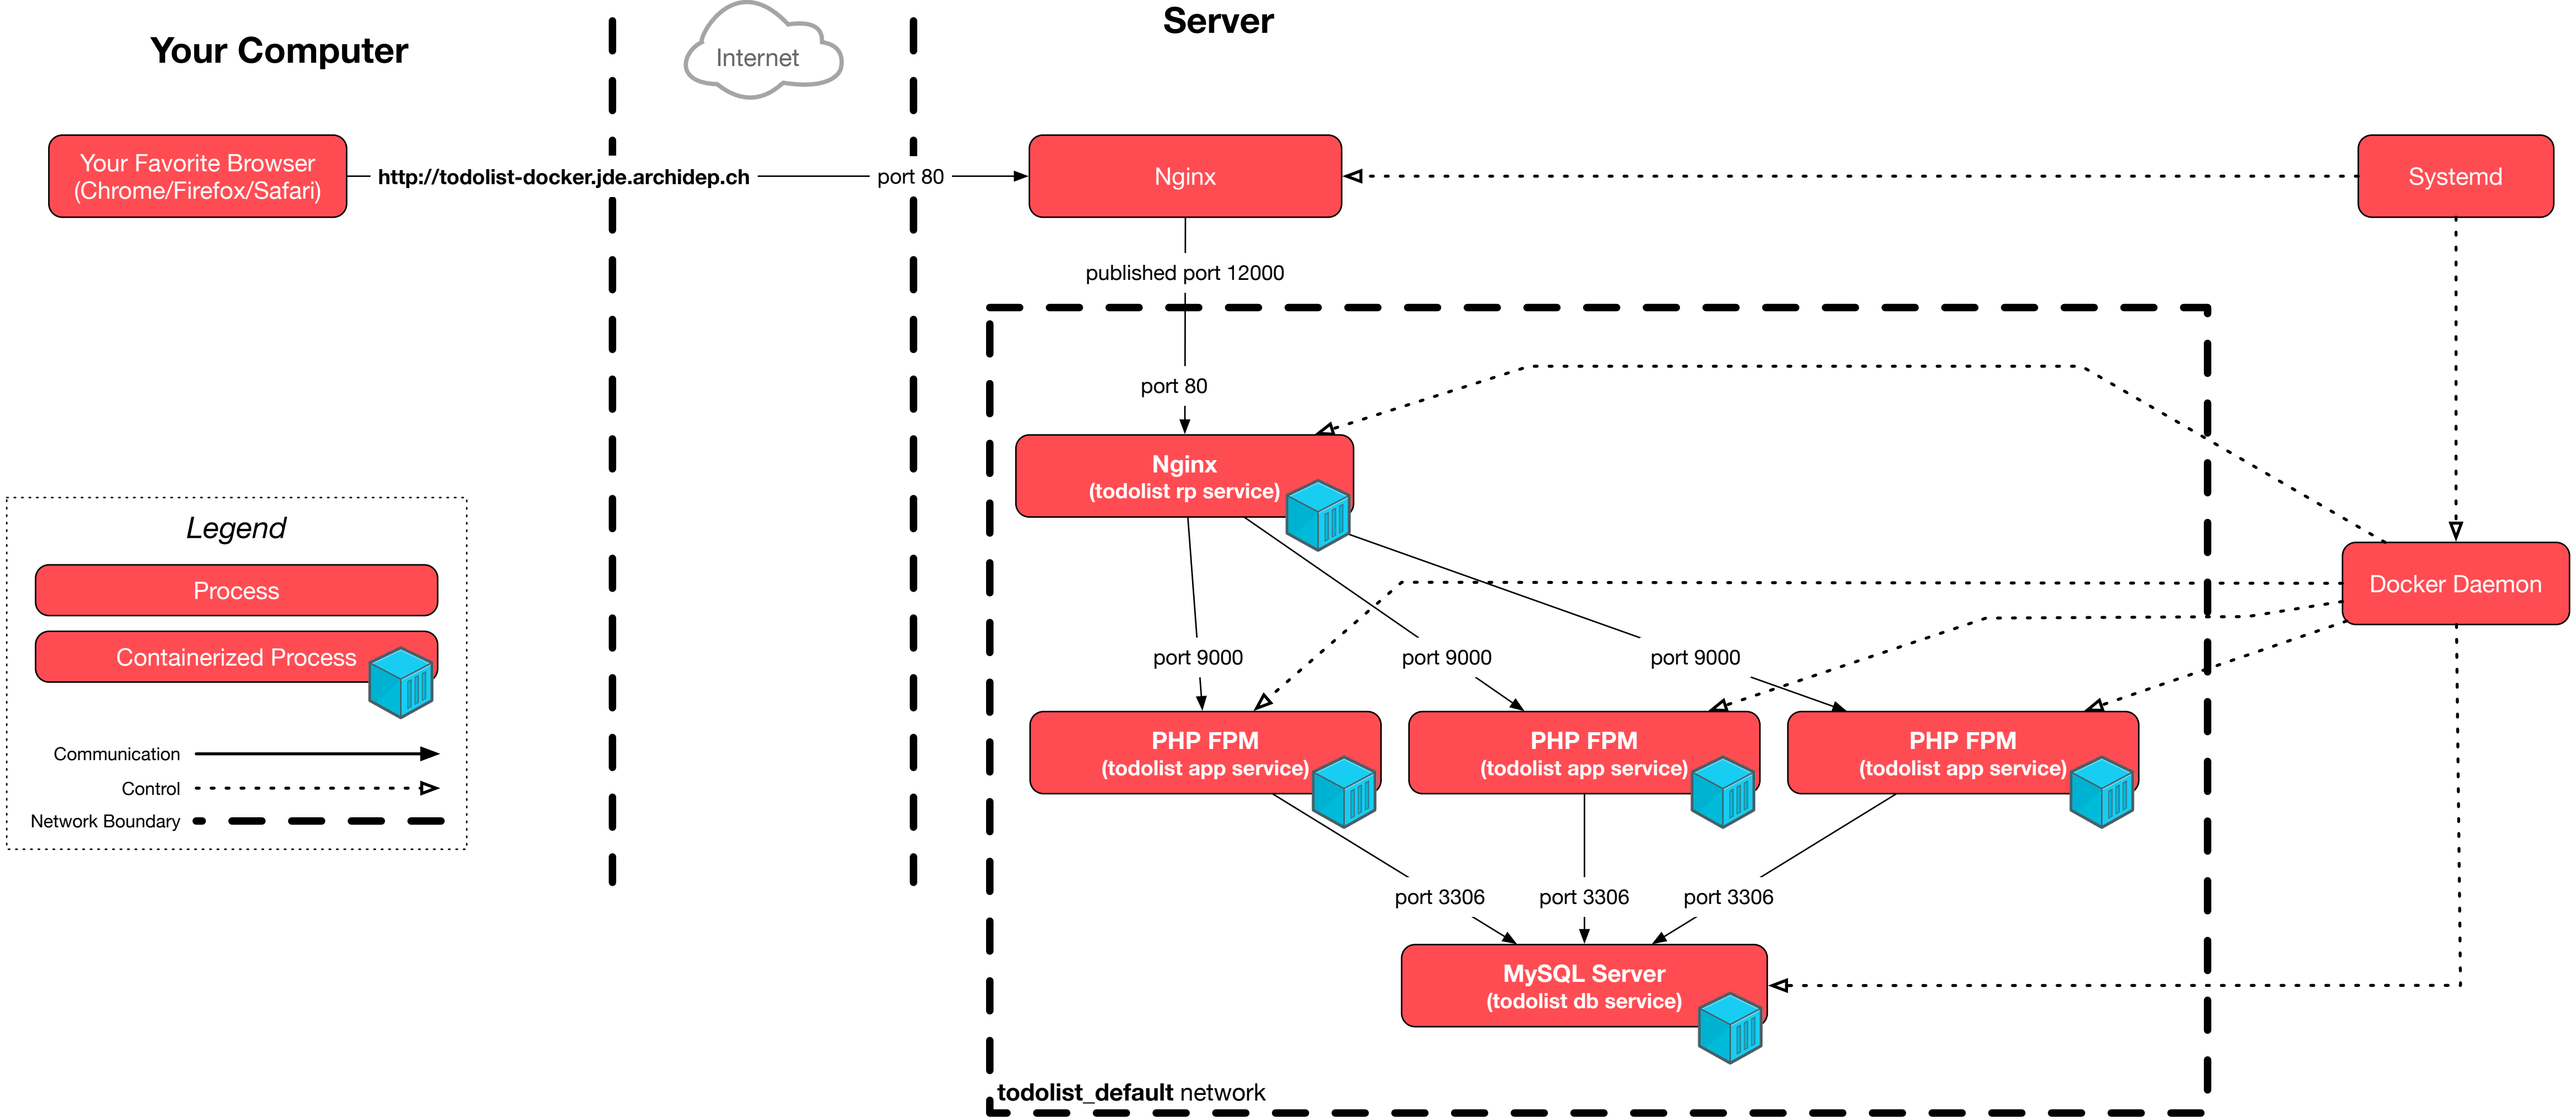 Your Computer
Internet
Server
Your Favorite Browser
(Chrome/Firefox/Safari)
http://todolist-docker.jde.archidep.ch
port 80
Nginx
Systemd
published port 12000
port 80
Nginx
(todolist rp service)
Docker Daemon
port 9000
port 9000
port 9000
PHP FPM
(todolist app service)
PHP FPM
(todolist app service)
PHP FPM
(todolist app service)
port 3306
port 3306
port 3306
MySQL Server
(todolist db service)
todolist_default network
Legend
Process
Containerized Process
Communication
Control
Network Boundary